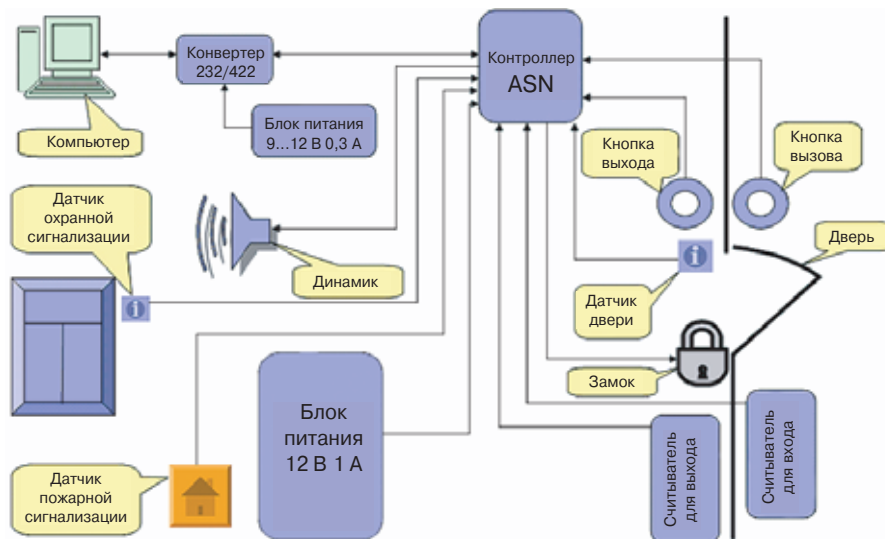 Конвертер
232/422
Контроллер
ASN
Компьютер
Блок питания
9...12 В 0,3 А
Кнопка
выхода
Кнопка
вызова
Датчик
охранной
сигнализации
Динамик
Дверь
Датчик
двери
Замок
Блок
питания
12 В 1 А
Датчик
пожарной
сигнализации
Считыватель
для выхода
Считыватель
для входа